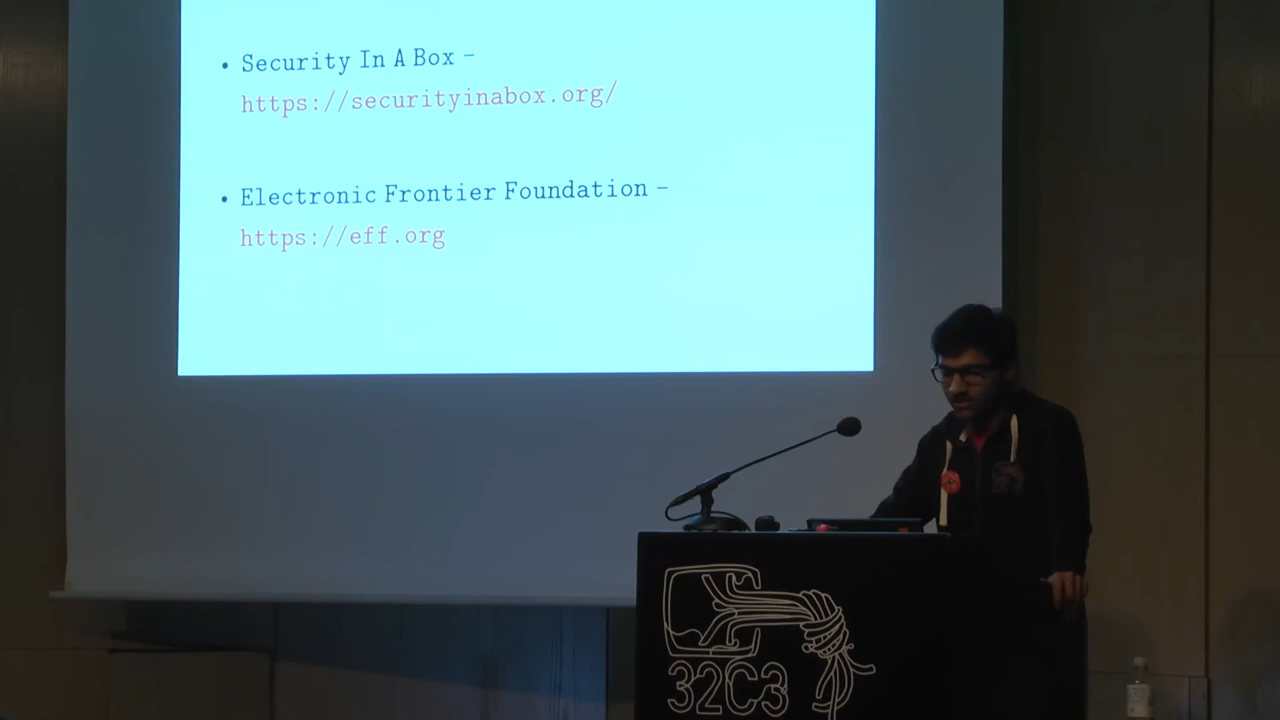 • Security In A Box –
https://securityinabox.org/
• Electronic Frontier Foundation –
https://eff.org
32C3